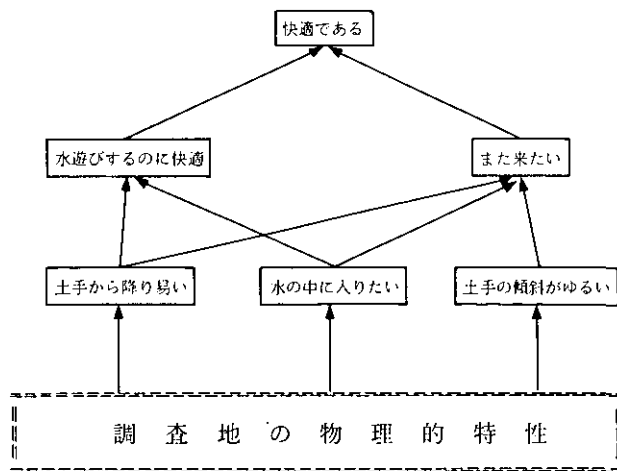 快適である
水遊びするのに快適
また来たい
土手から降り易い
水の中に入りたい
土手の傾斜がゆるい
調査地の物理的特性